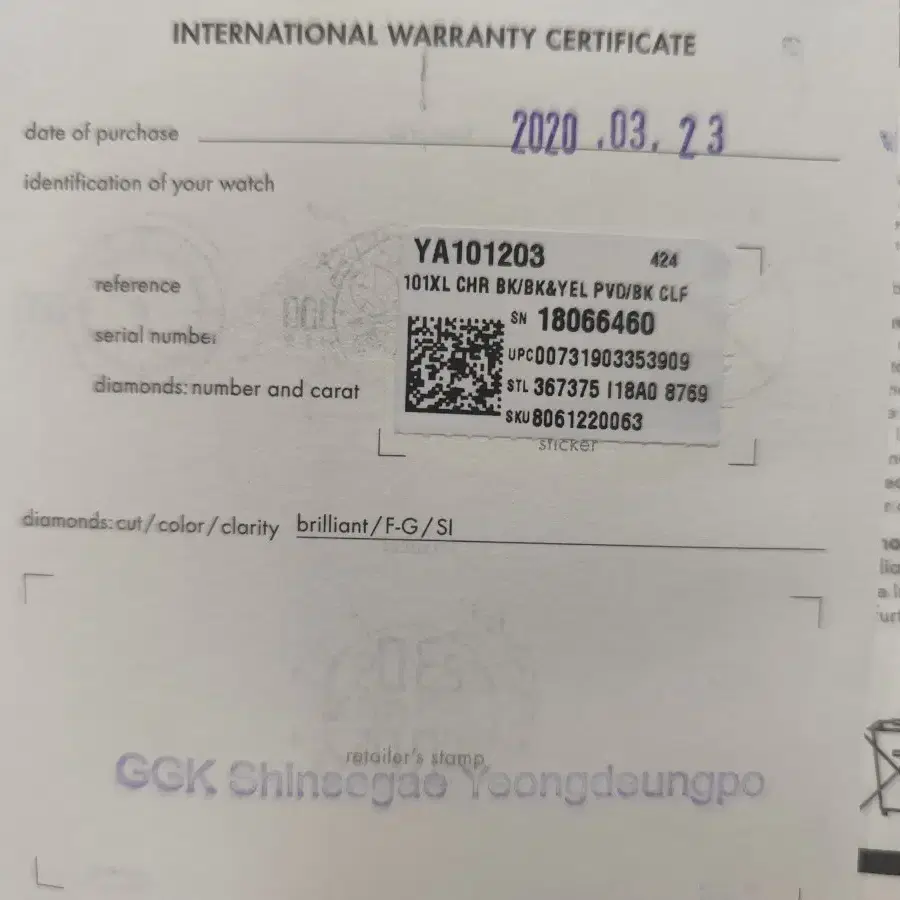 INTERNATIONAL WARRANTY CERTIFICATE
date of purchase 2020 .03. 23
identification of your watch
YA101203 424
reference 101XL CHR BK/BK&YEL PVD/BK CLF
serial number SN 18066460
UPC00731903353909
diamonds: number and carat STL 367375 I18A0 8769
SKU8061220063
sticker
diamonds: cut/color/clarity brilliant/F-G/SI
retailer's stamp
GGK Shinsegae Yeongdeungpo